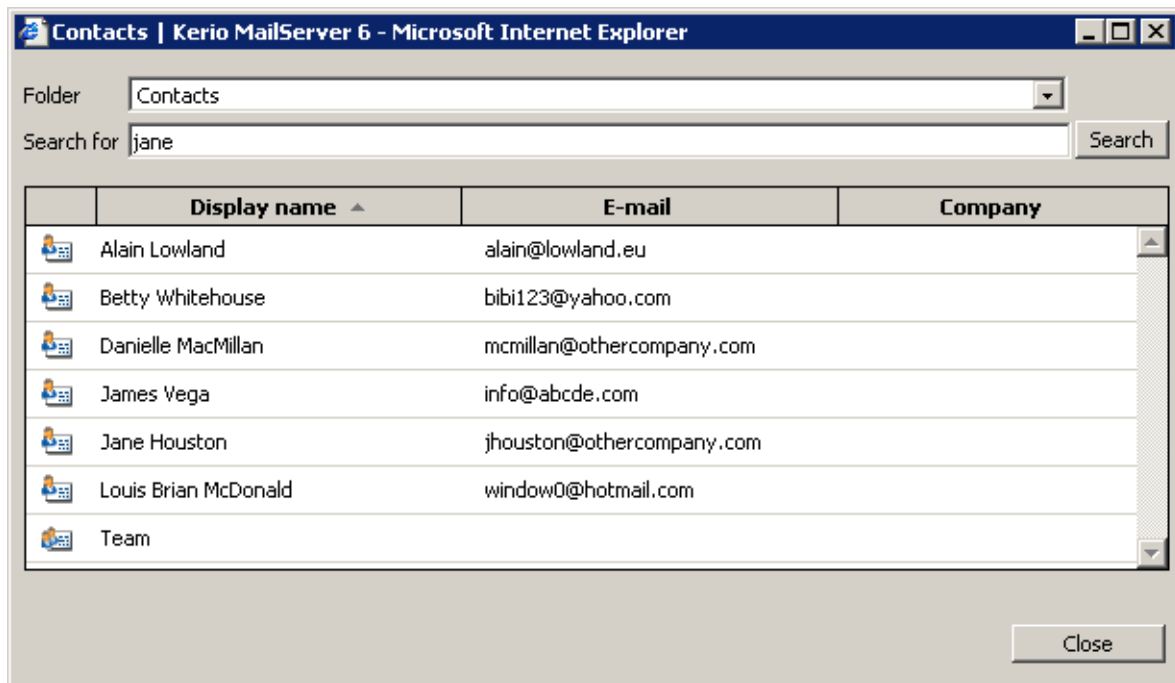 Contacts | Kerio MailServer 6 - Microsoft Internet Explorer
Folder Contacts
Search for jane Search
Display name E-mail Company
Alain Lowland alain@lowland.eu
Betty Whitehouse bibi123@yahoo.com
Danielle MacMillan mcmillan@othercompany.com
James Vega info@abcde.com
Jane Houston jhouston@othercompany.com
Louis Brian McDonald window0@hotmail.com
Team
Close